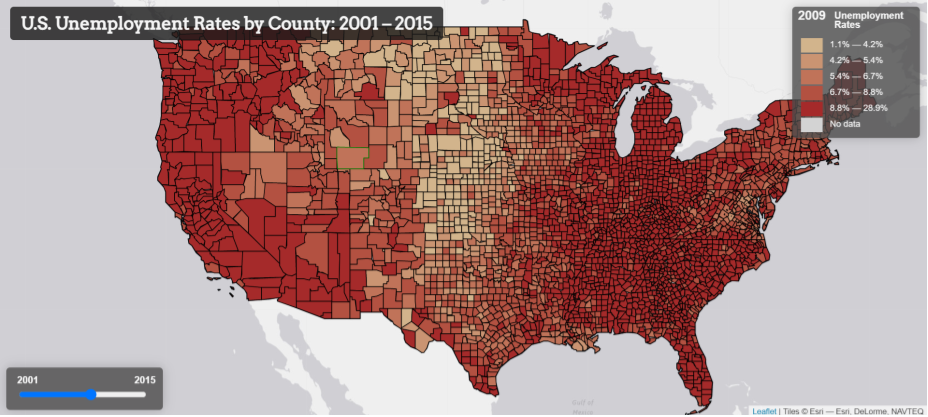 U.S. Unemployment Rates by County: 2001 – 2015
2009 Unemployment
Rates
1.1% — 4.2%
4.2% — 5.4%
5.4% — 6.7%
6.7% — 8.8%
8.8% — 28.9%
No data
2001 2015
Gulf of
Leaflet | Tiles © Esri — Esri, DeLorme, NAVTEQ